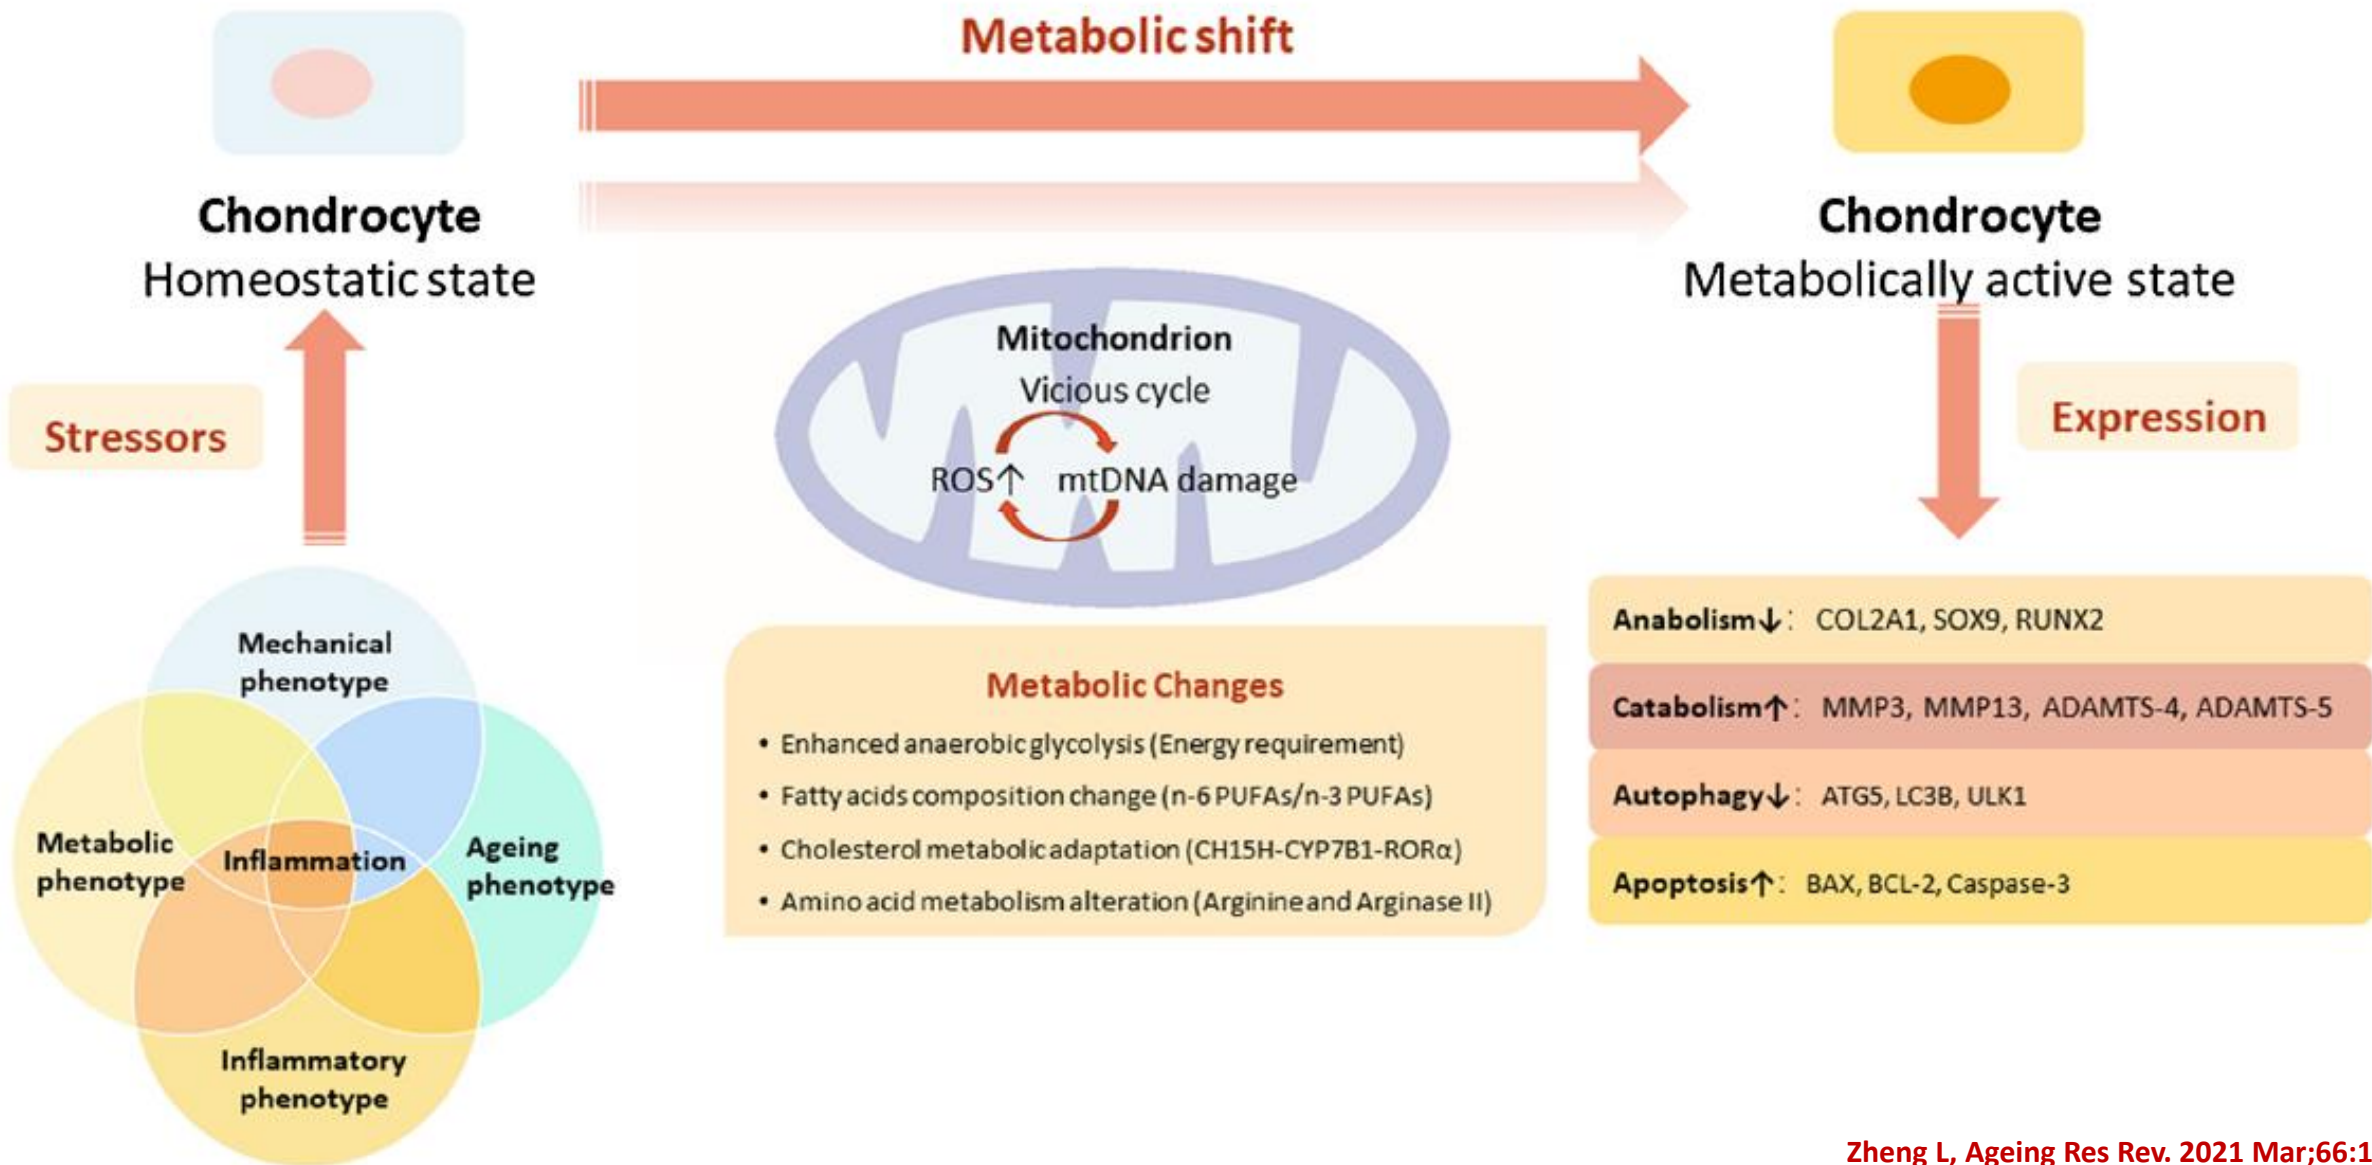 Metabolic shift
Chondrocyte
Homeostatic state
Chondrocyte
Metabolically active state
Stressors
Mitochondrion
Vicious cycle
ROS↑ mtDNA damage
Expression
Mechanical
phenotype
Metabolic
phenotype
Inflammation
Ageing
phenotype
Inflammatory
phenotype
Metabolic Changes
• Enhanced anaerobic glycolysis (Energy requirement)
• Fatty acids composition change (n-6 PUFAs/n-3 PUFAs)
• Cholesterol metabolic adaptation (CH15H-CYP7B1-RORα)
• Amino acid metabolism alteration (Arginine and Arginase II)
Anabolism↓: COL2A1, SOX9, RUNX2
Catabolism↑: MMP3, MMP13, ADAMTS-4, ADAMTS-5
Autophagy↓: ATG5, LC3B, ULK1
Apoptosis↑: BAX, BCL-2, Caspase-3
Zheng L, Ageing Res Rev. 2021 Mar;66:1